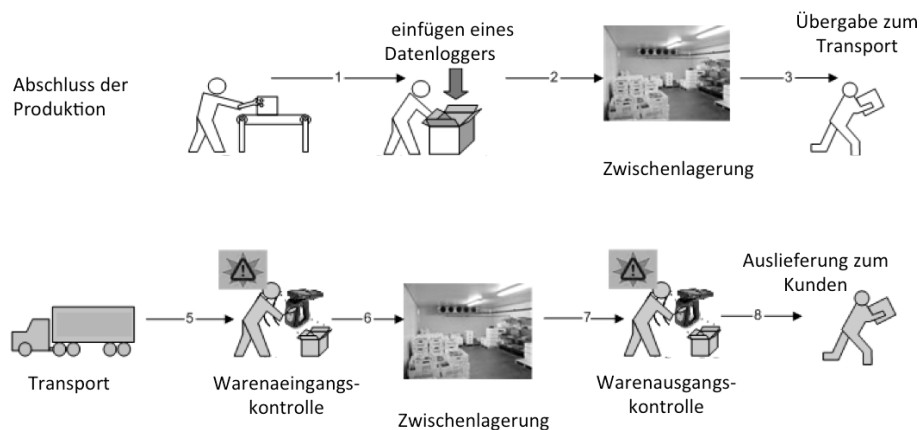 Abschluss der
Produktion
1
einfügen eines
Datenloggers
2
Zwischenlagerung
3
Übergabe zum
Transport
Transport
5
Warenaeingangs-
kontrolle
6
Zwischenlagerung
7
Warenausgangs-
kontrolle
8
Auslieferung zum
Kunden